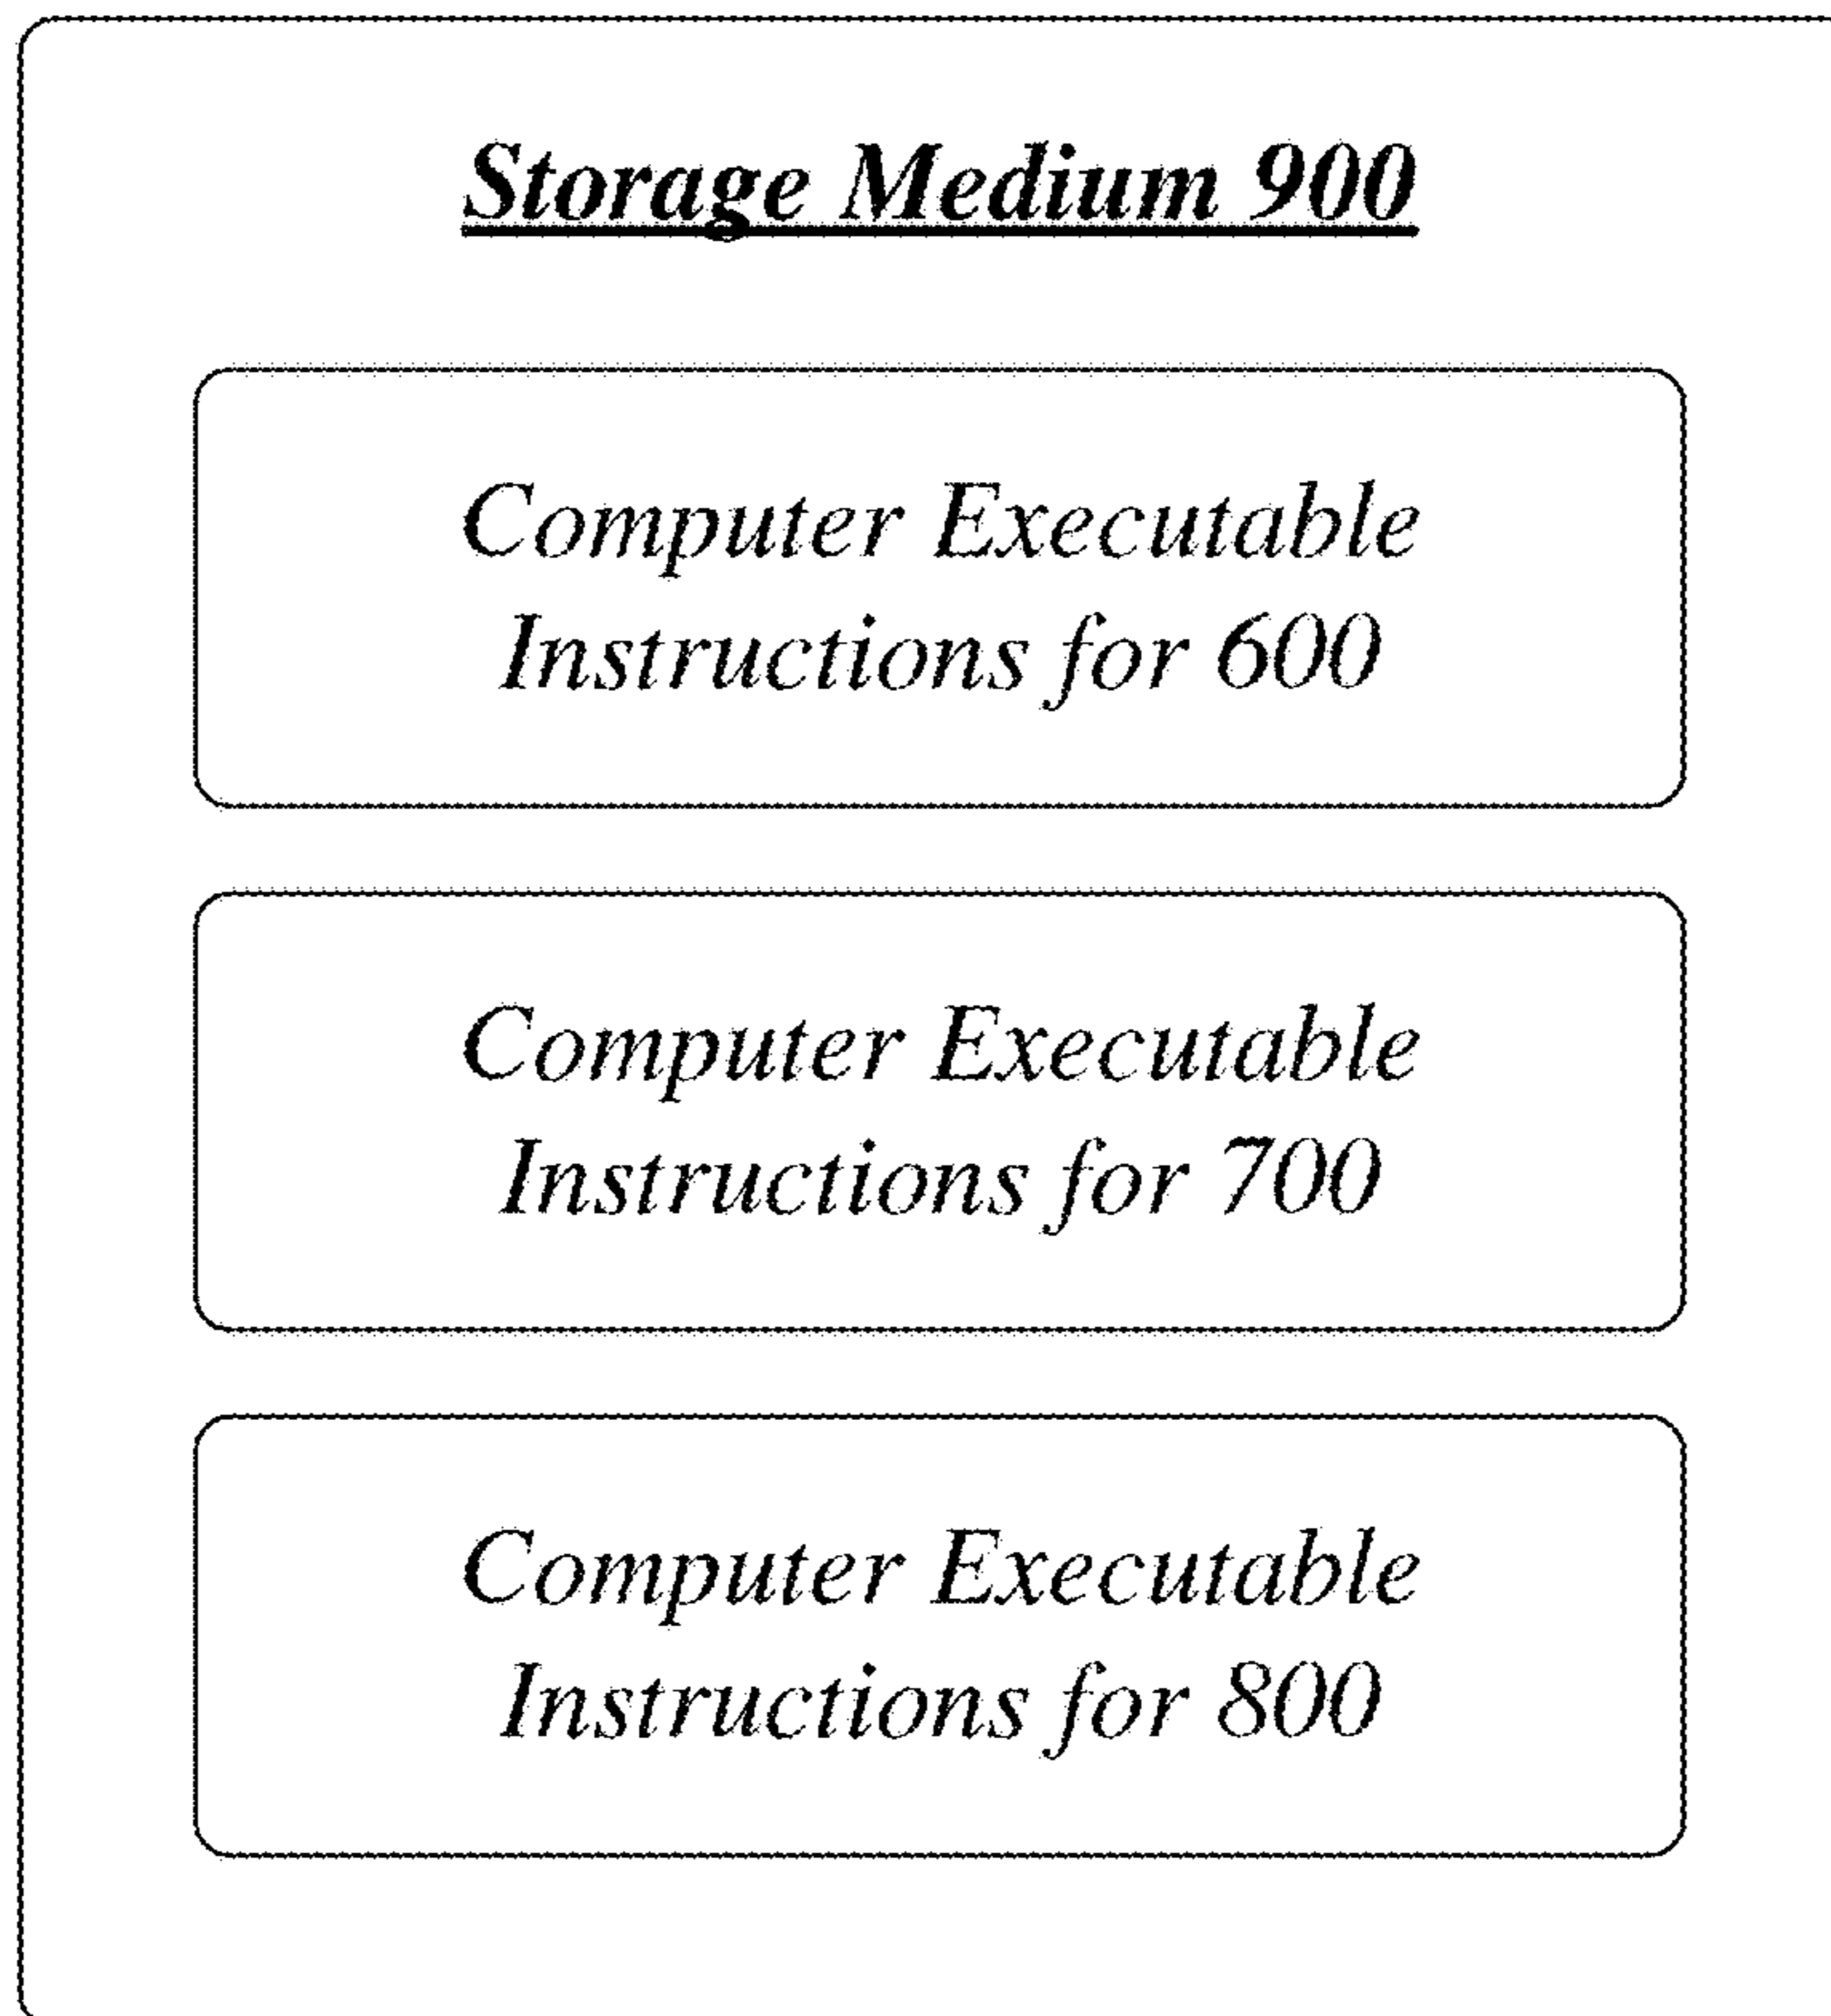 Storage Medium 900
Computer Executable
Instructions for 600
Computer Executable
Instructions for 700
Computer Executable
Instructions for 800